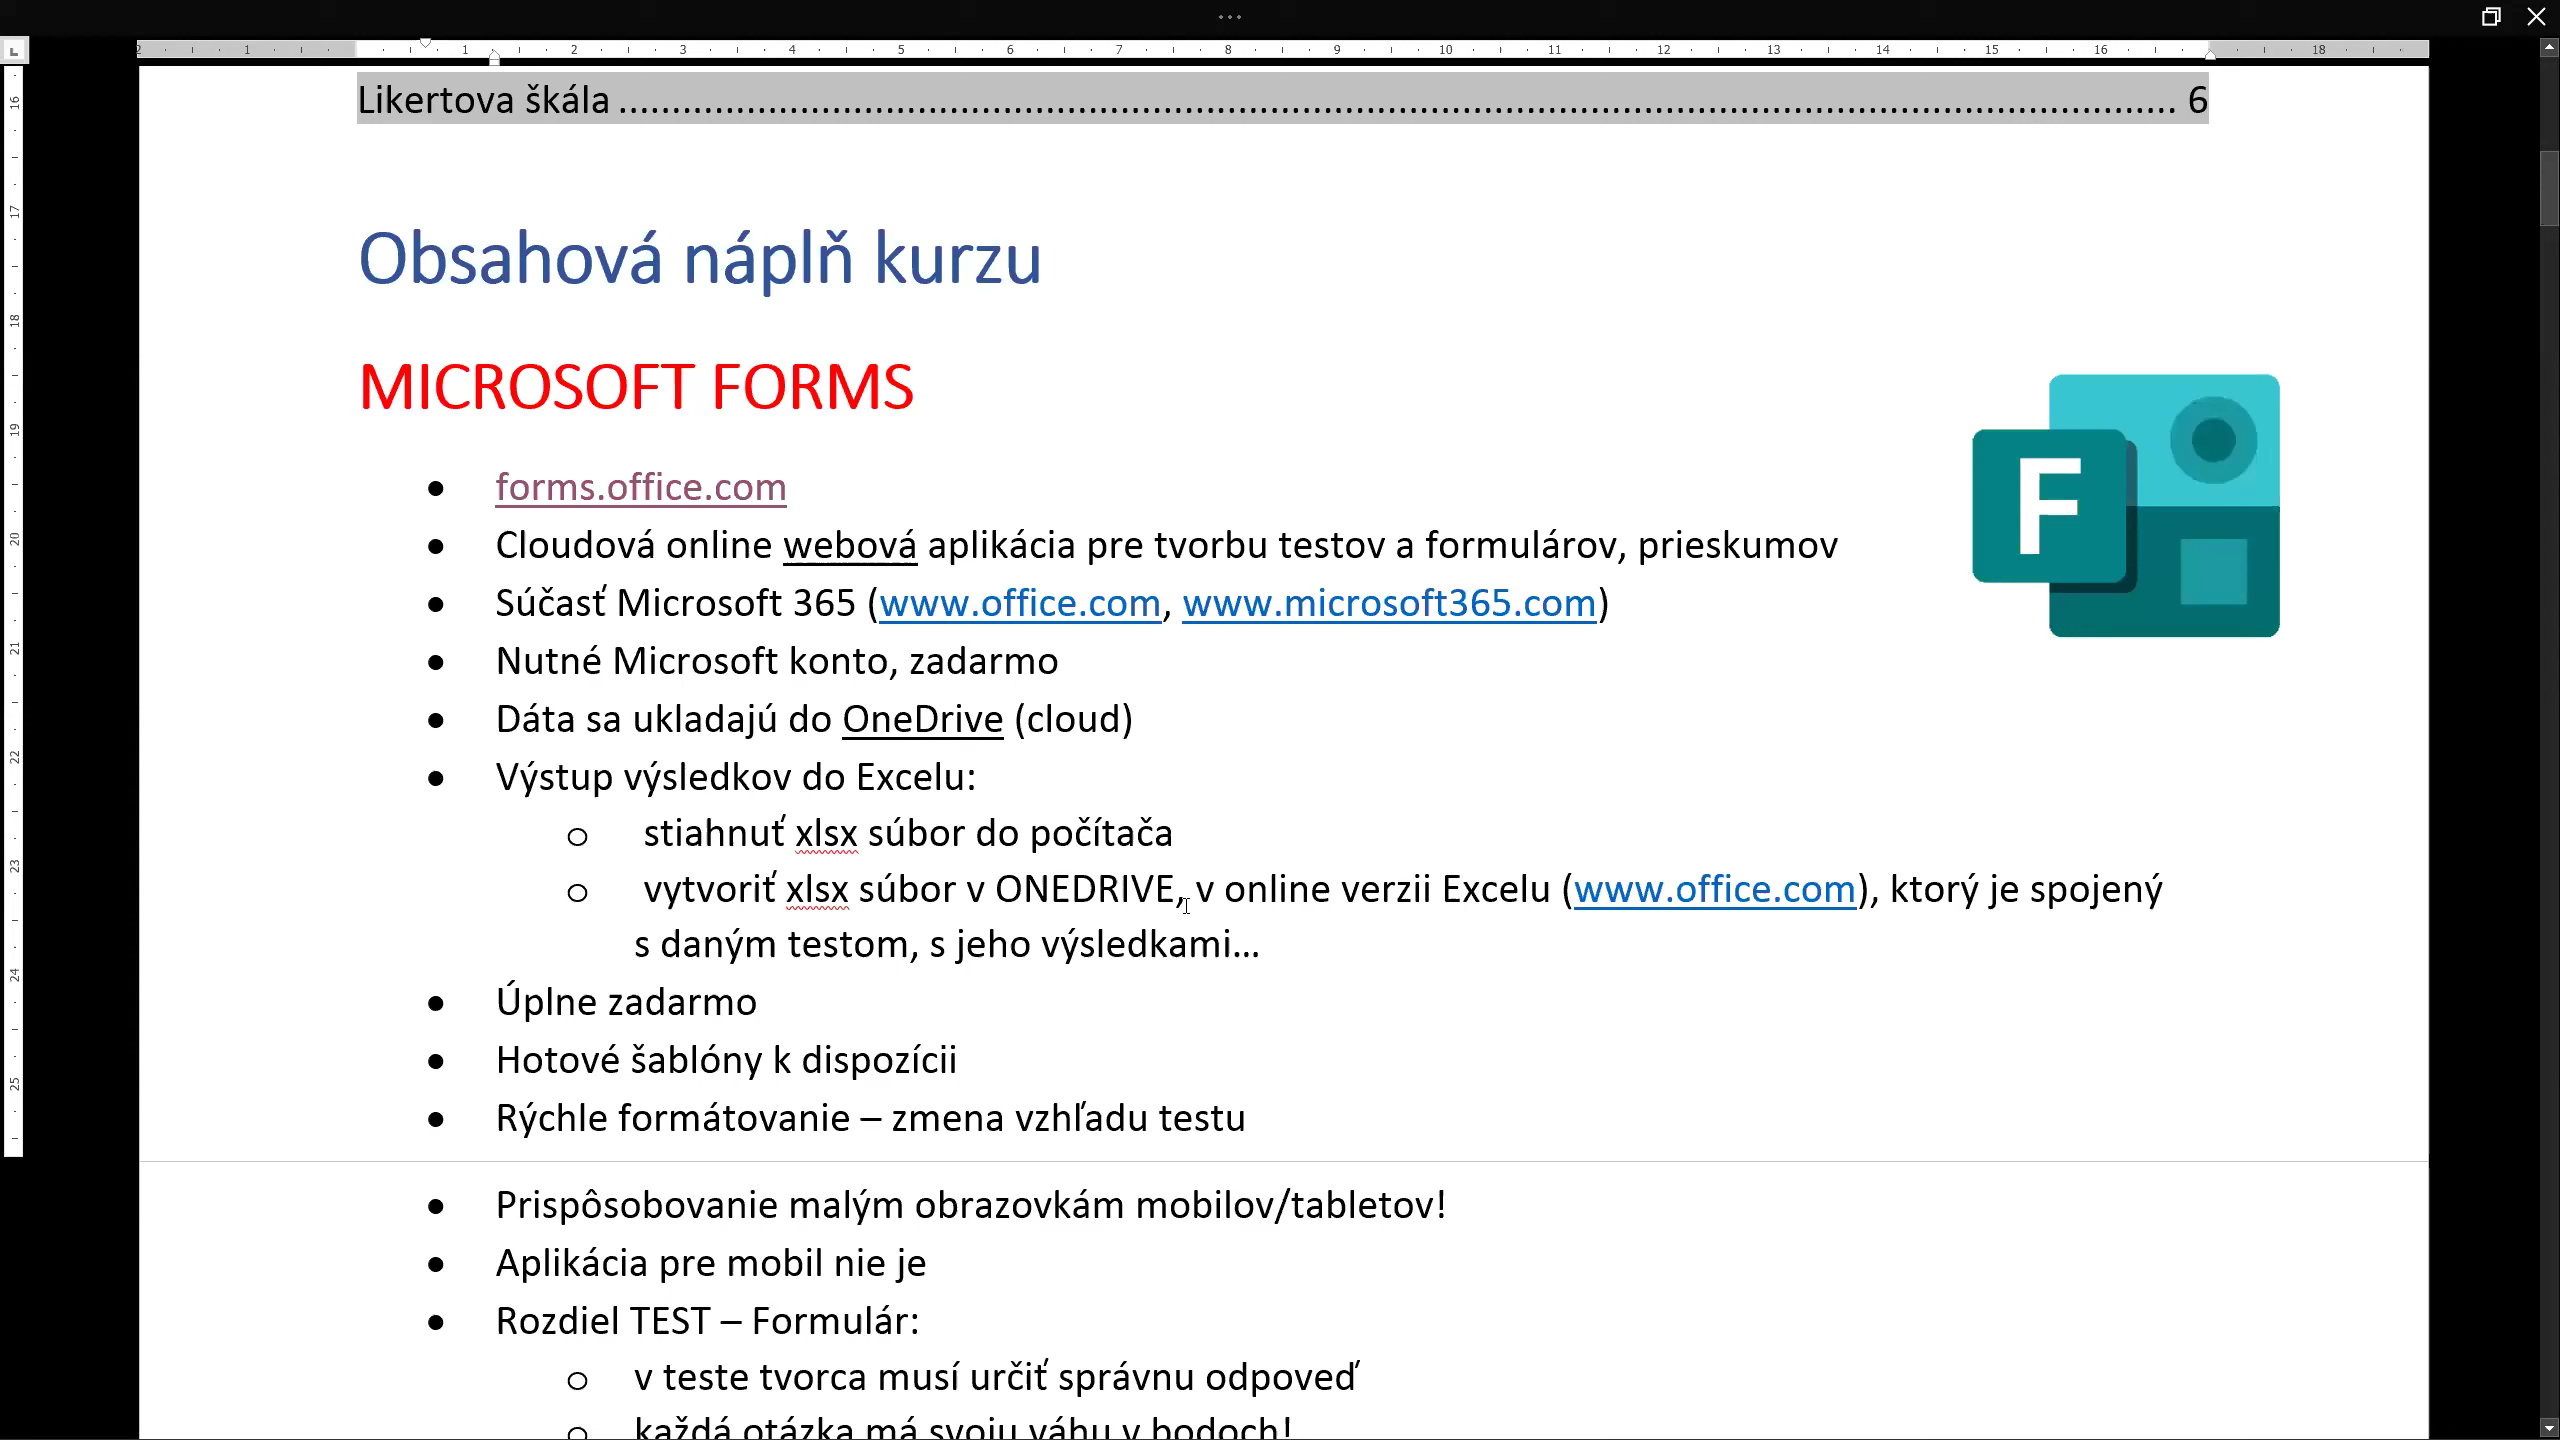 Likertova škála ........................................................................................................................................ 6
Obsahová náplň kurzu
MICROSOFT FORMS
F
• forms.office.com
• Cloudová online webová aplikácia pre tvorbu testov a formulárov, prieskumov
• Súčasť Microsoft 365 (www.office.com, www.microsoft365.com)
• Nutné Microsoft konto, zadarmo
• Dáta sa ukladajú do OneDrive (cloud)
• Výstup výsledkov do Excelu:
o stiahnuť xlsx súbor do počítača
o vytvoriť xlsx súbor v ONEDRIVE, v online verzii Excelu (www.office.com), ktorý je spojený
s daným testom, s jeho výsledkami...
• Úplne zadarmo
• Hotové šablóny k dispozícii
• Rýchle formátovanie – zmena vzhľadu testu
• Prispôsobovanie malým obrazovkám mobilov/tabletov!
• Aplikácia pre mobil nie je
• Rozdiel TEST – Formulár:
o v teste tvorca musí určiť správnu odpoveď
o každá otázka má svoju váhu v bodoch!